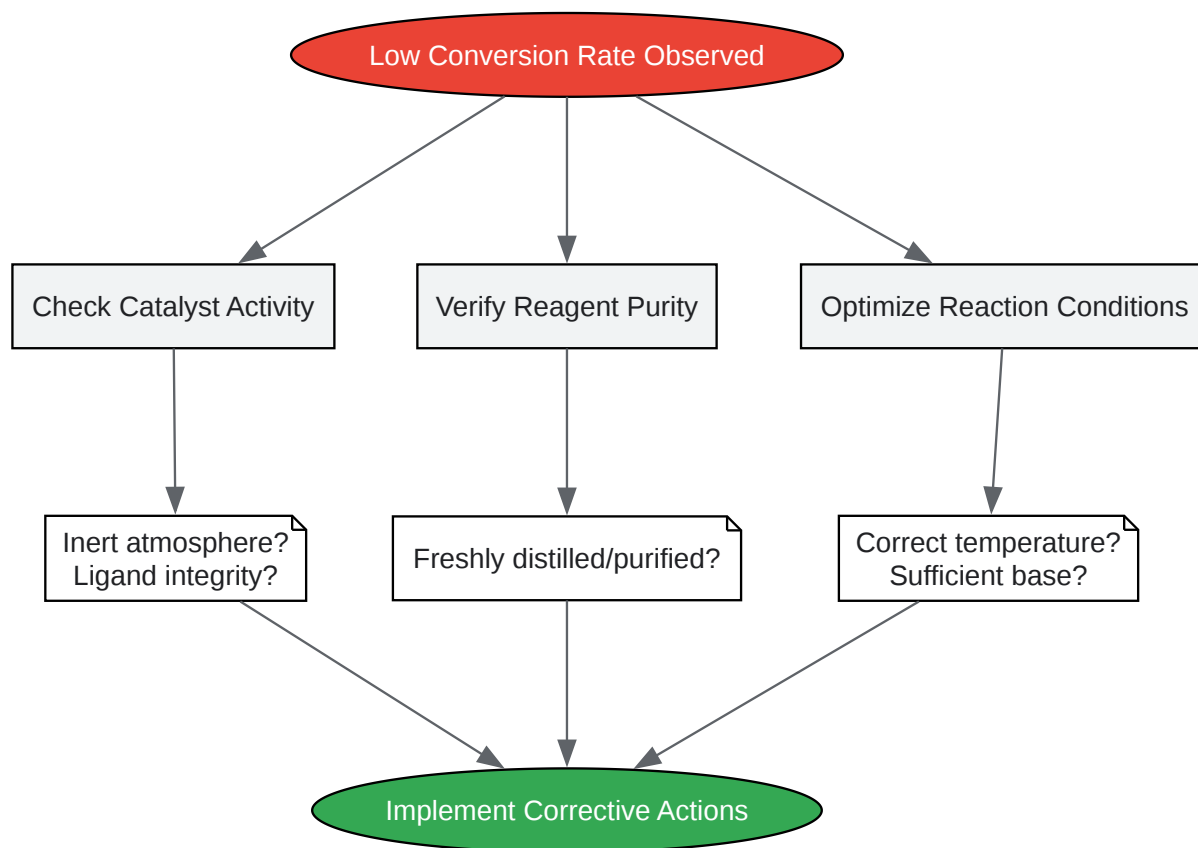 Low Conversion Rate Observed
Check Catalyst Activity
Verify Reagent Purity
Optimize Reaction Conditions
Inert atmosphere?
Ligand integrity?
Freshly distilled/purified?
Correct temperature?
Sufficient base?
Implement Corrective Actions